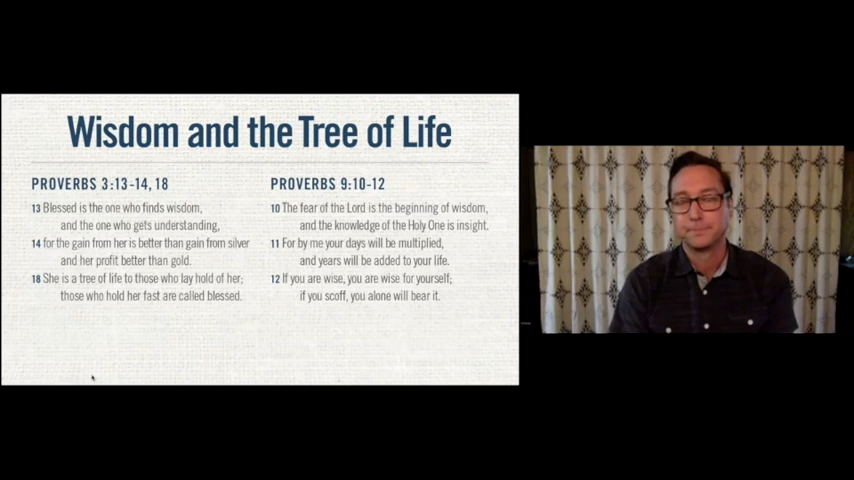 Wisdom and the Tree of Life
PROVERBS 3:13-14, 18
13 Blessed is the one who finds wisdom,
and the one who gets understanding,
14 for the gain from her is better than gain from silver
and her profit better than gold.
18 She is a tree of life to those who lay hold of her;
those who hold her fast are called blessed.
PROVERBS 9:10-12
10 The fear of the Lord is the beginning of wisdom,
and the knowledge of the Holy One is insight.
11 For by me your days will be multiplied,
and years will be added to your life.
12 If you are wise, you are wise for yourself;
if you scoff, you alone will bear it.